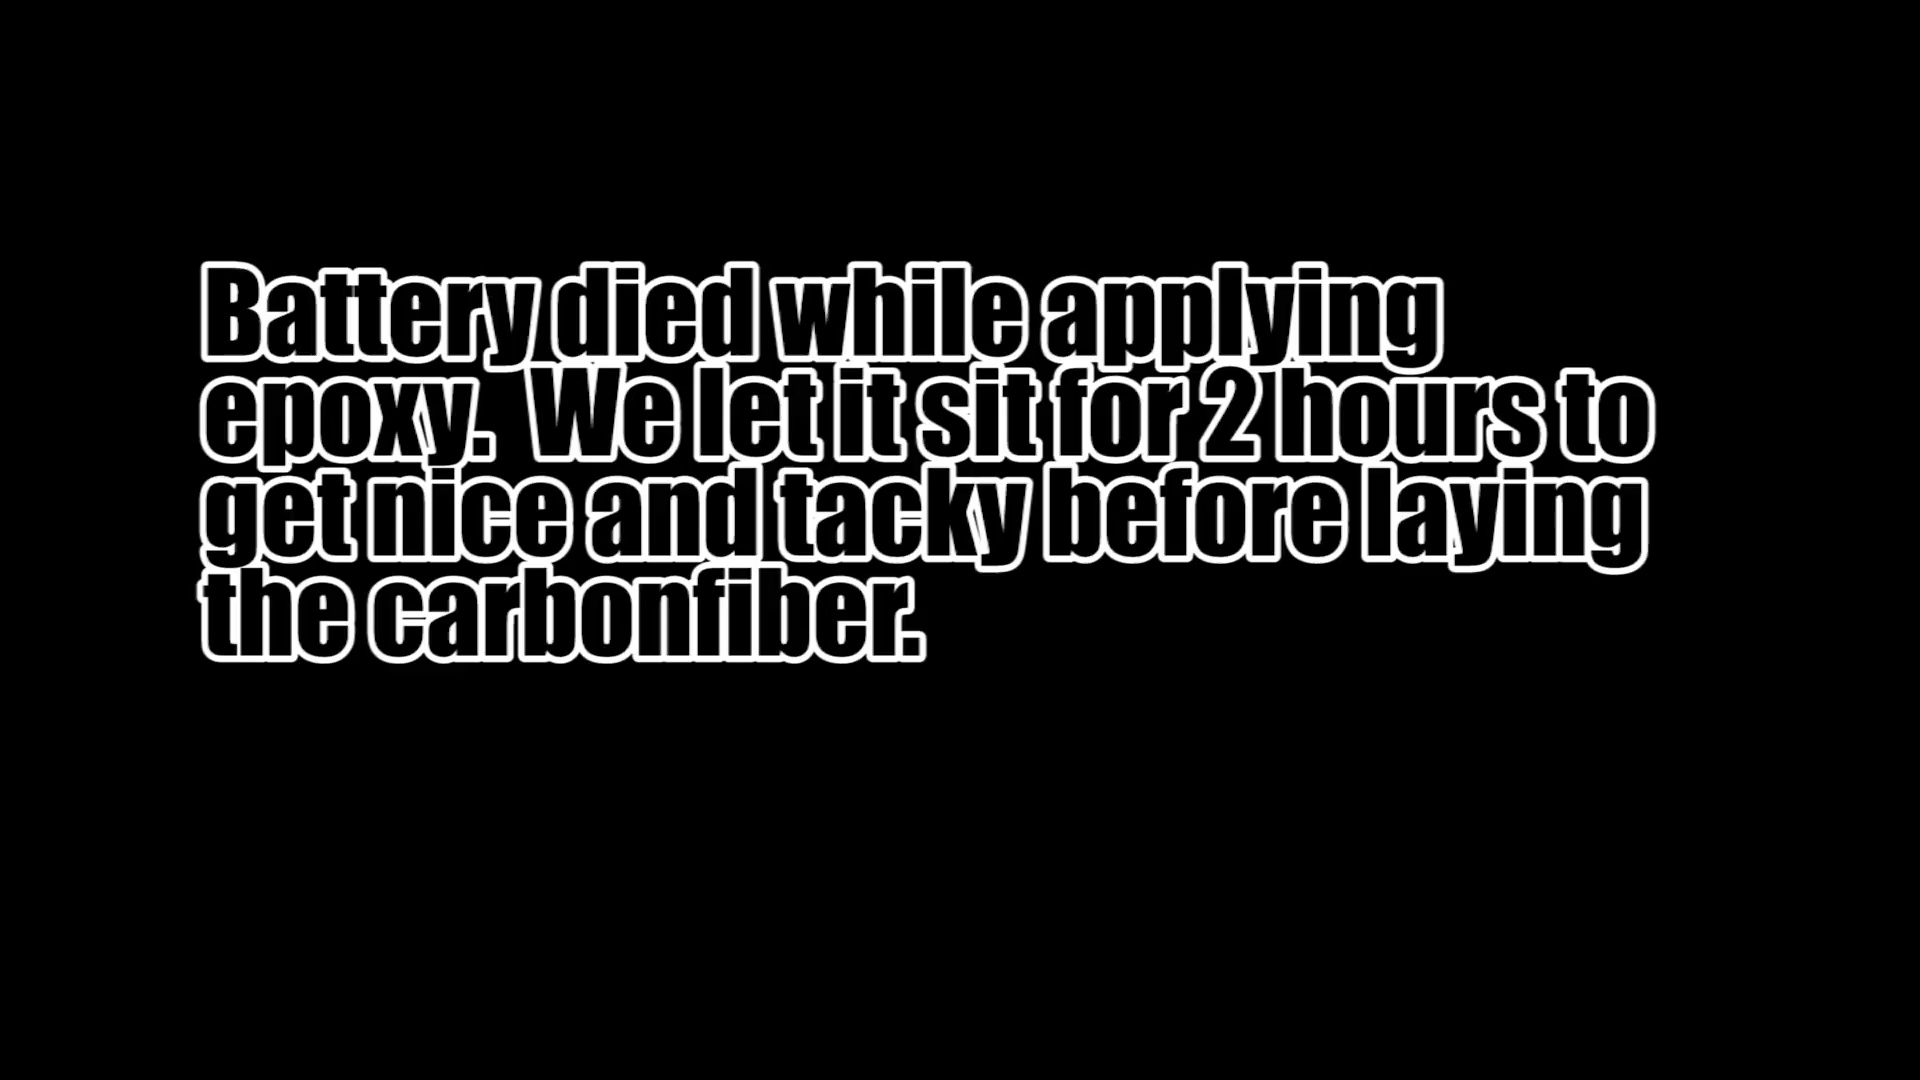 Battery died while applying
epoxy.  We let it sit for 2 hours to
get nice and tacky before laying
the carbonfiber.